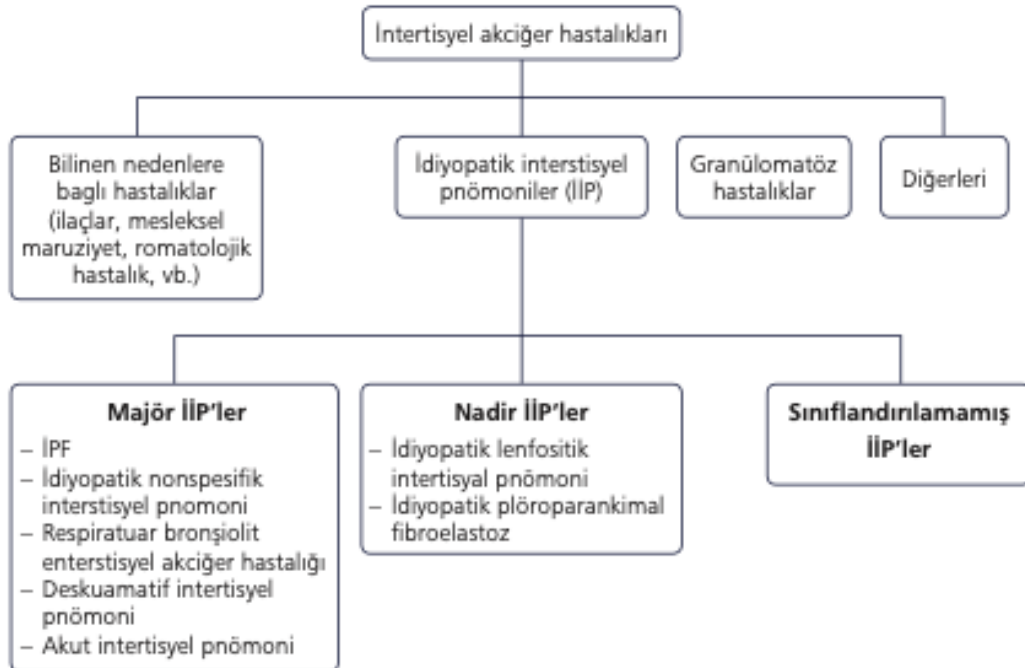 İntertisyel akciğer hastalıkları
Bilinen nedenlere
baglı hastalıklar
(ilaçlar, mesleksel
maruziyet, romatolojik
hastalık, vb.)
İdiyopatik interstisyel
pnömoniler (İİP)
Granülomatöz
hastalıklar
Diğerleri
Majör İİP'ler
– İPF
– İdiyopatik nonspesifik
interstisyel pnomoni
– Respiratuar bronşiolit
enterstisyel akciğer hastalığı
– Deskuamatif intertisyel
pnömoni
– Akut intertisyel pnömoni
Nadir İİP'ler
– İdiyopatik lenfositik
intertisyal pnömoni
– İdiyopatik plöroparankimal
fibroelastoz
Sınıflandırılamamış
İİP'ler